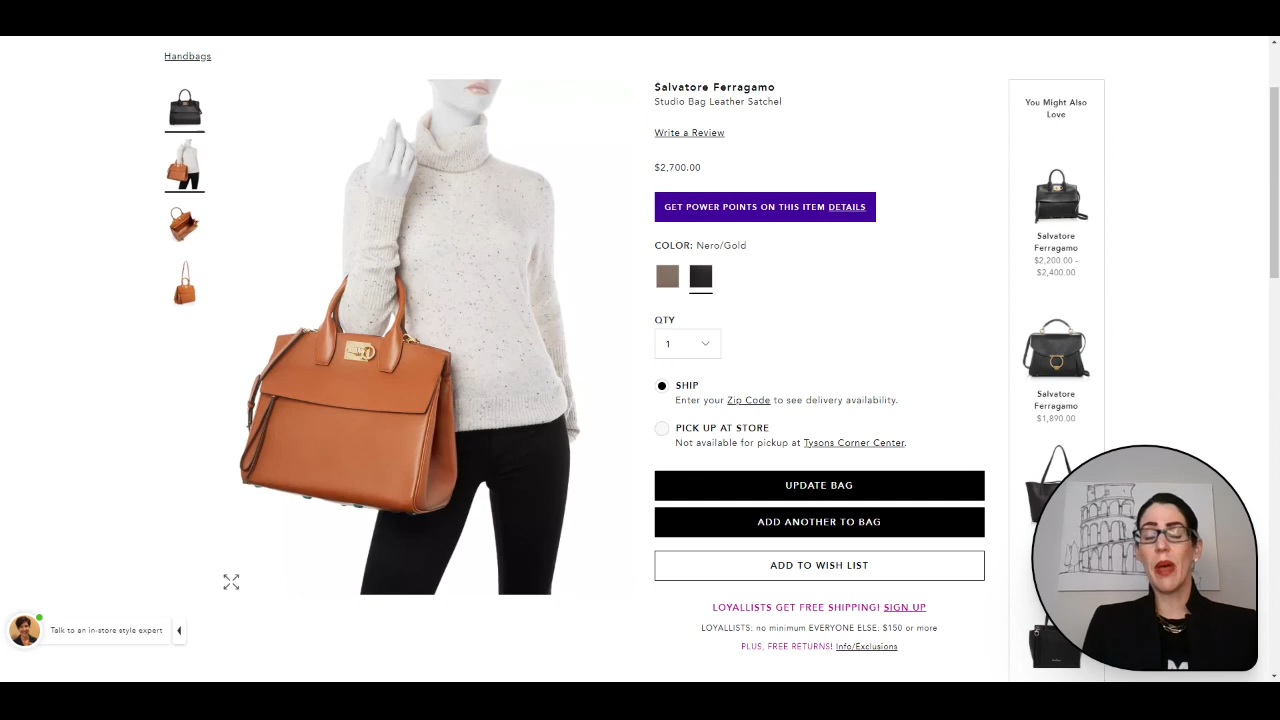 Handbags
Salvatore Ferragamo
Studio Bag Leather Satchel
Write a Review
$2,700.00
GET POWER POINTS ON THIS ITEM DETAILS
COLOR: Nero/Gold
QTY
1
SHIP
Enter your Zip Code to see delivery availability.
PICK UP AT STORE
Not available for pickup at Tysons Corner Center.
UPDATE BAG
ADD ANOTHER TO BAG
ADD TO WISH LIST
LOYALLISTS GET FREE SHIPPING! SIGN UP
LOYALLISTS: no minimum EVERYONE ELSE: $150 or more
PLUS, FREE RETURNS! Info/Exclusions
You Might Also
Love
Salvatore
Ferragamo
$2,200.00 -
$2,400.00
Salvatore
Ferragamo
$1,890.00
Talk to an in-store style expert